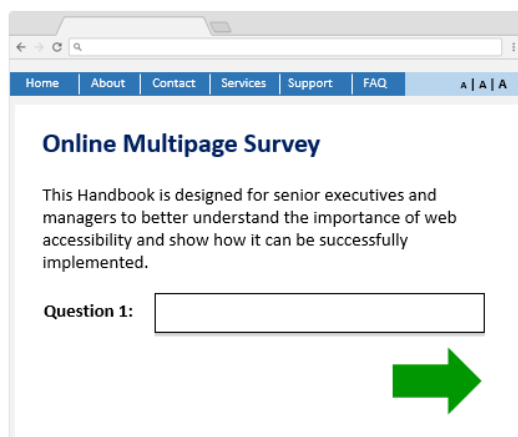 Home About Contact Services Support FAQ A | A | A
Online Multipage Survey
This Handbook is designed for senior executives and
managers to better understand the importance of web
accessibility and show how it can be successfully
implemented.
Question 1: